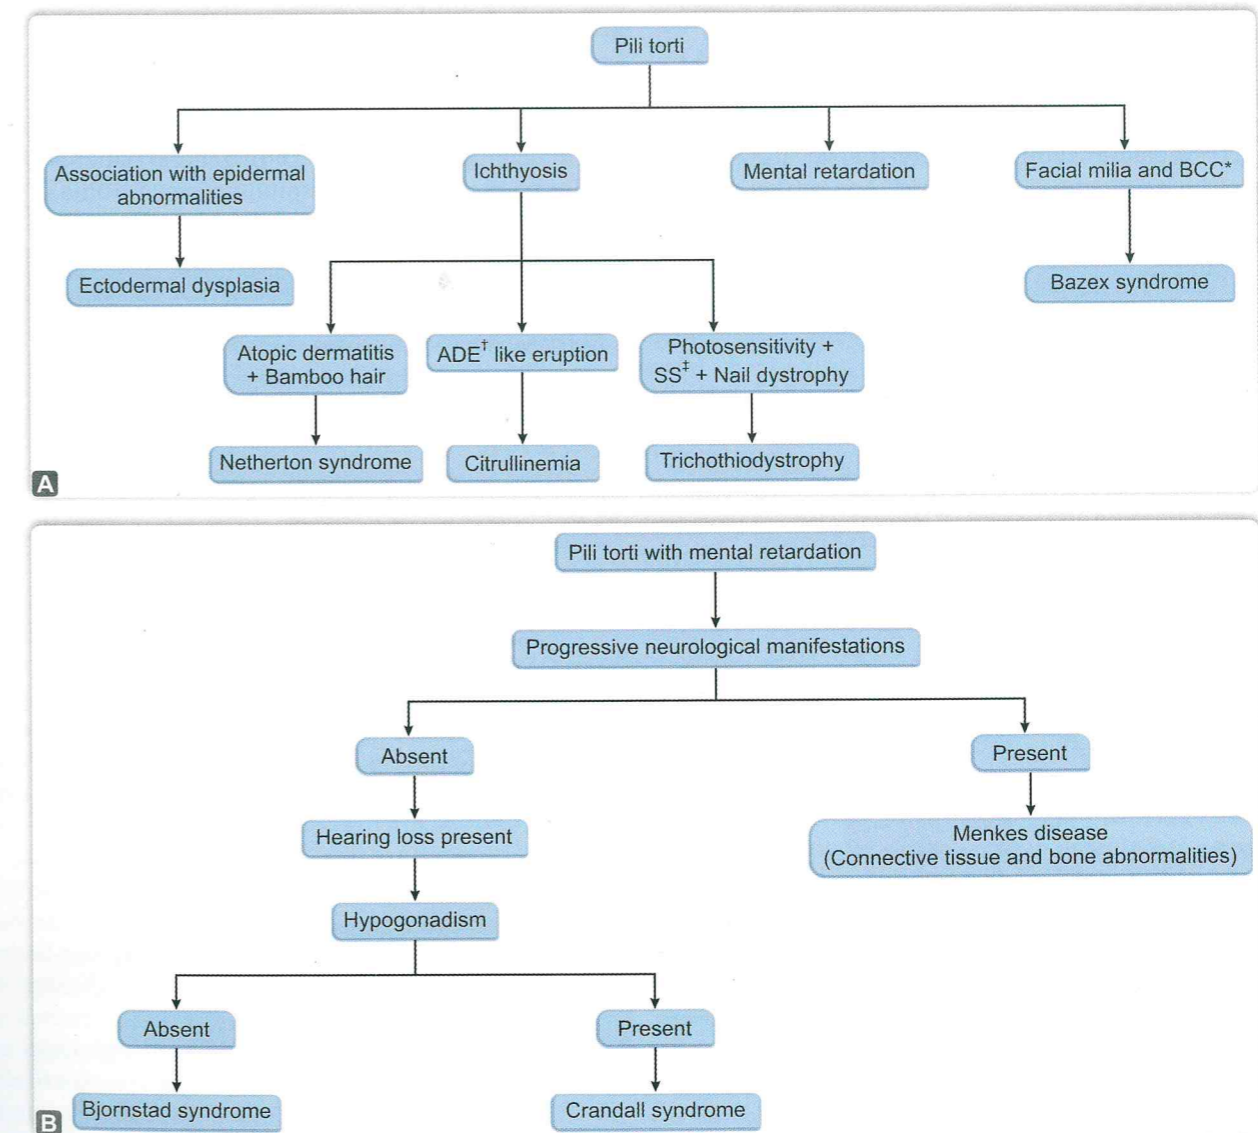 Pili torti
Association with epidermal
abnormalities
Ichthyosis
Mental retardation
Facial milia and BCC*
Ectodermal dysplasia
Bazex syndrome
Atopic dermatitis
+ Bamboo hair
ADE† like eruption
Photosensitivity +
SS‡ + Nail dystrophy
Netherton syndrome
Citrullinemia
Trichothiodystrophy
A
Pili torti with mental retardation
Progressive neurological manifestations
Absent
Present
Hearing loss present
Menkes disease
(Connective tissue and bone abnormalities)
Hypogonadism
Absent
Present
Bjornstad syndrome
Crandall syndrome
B